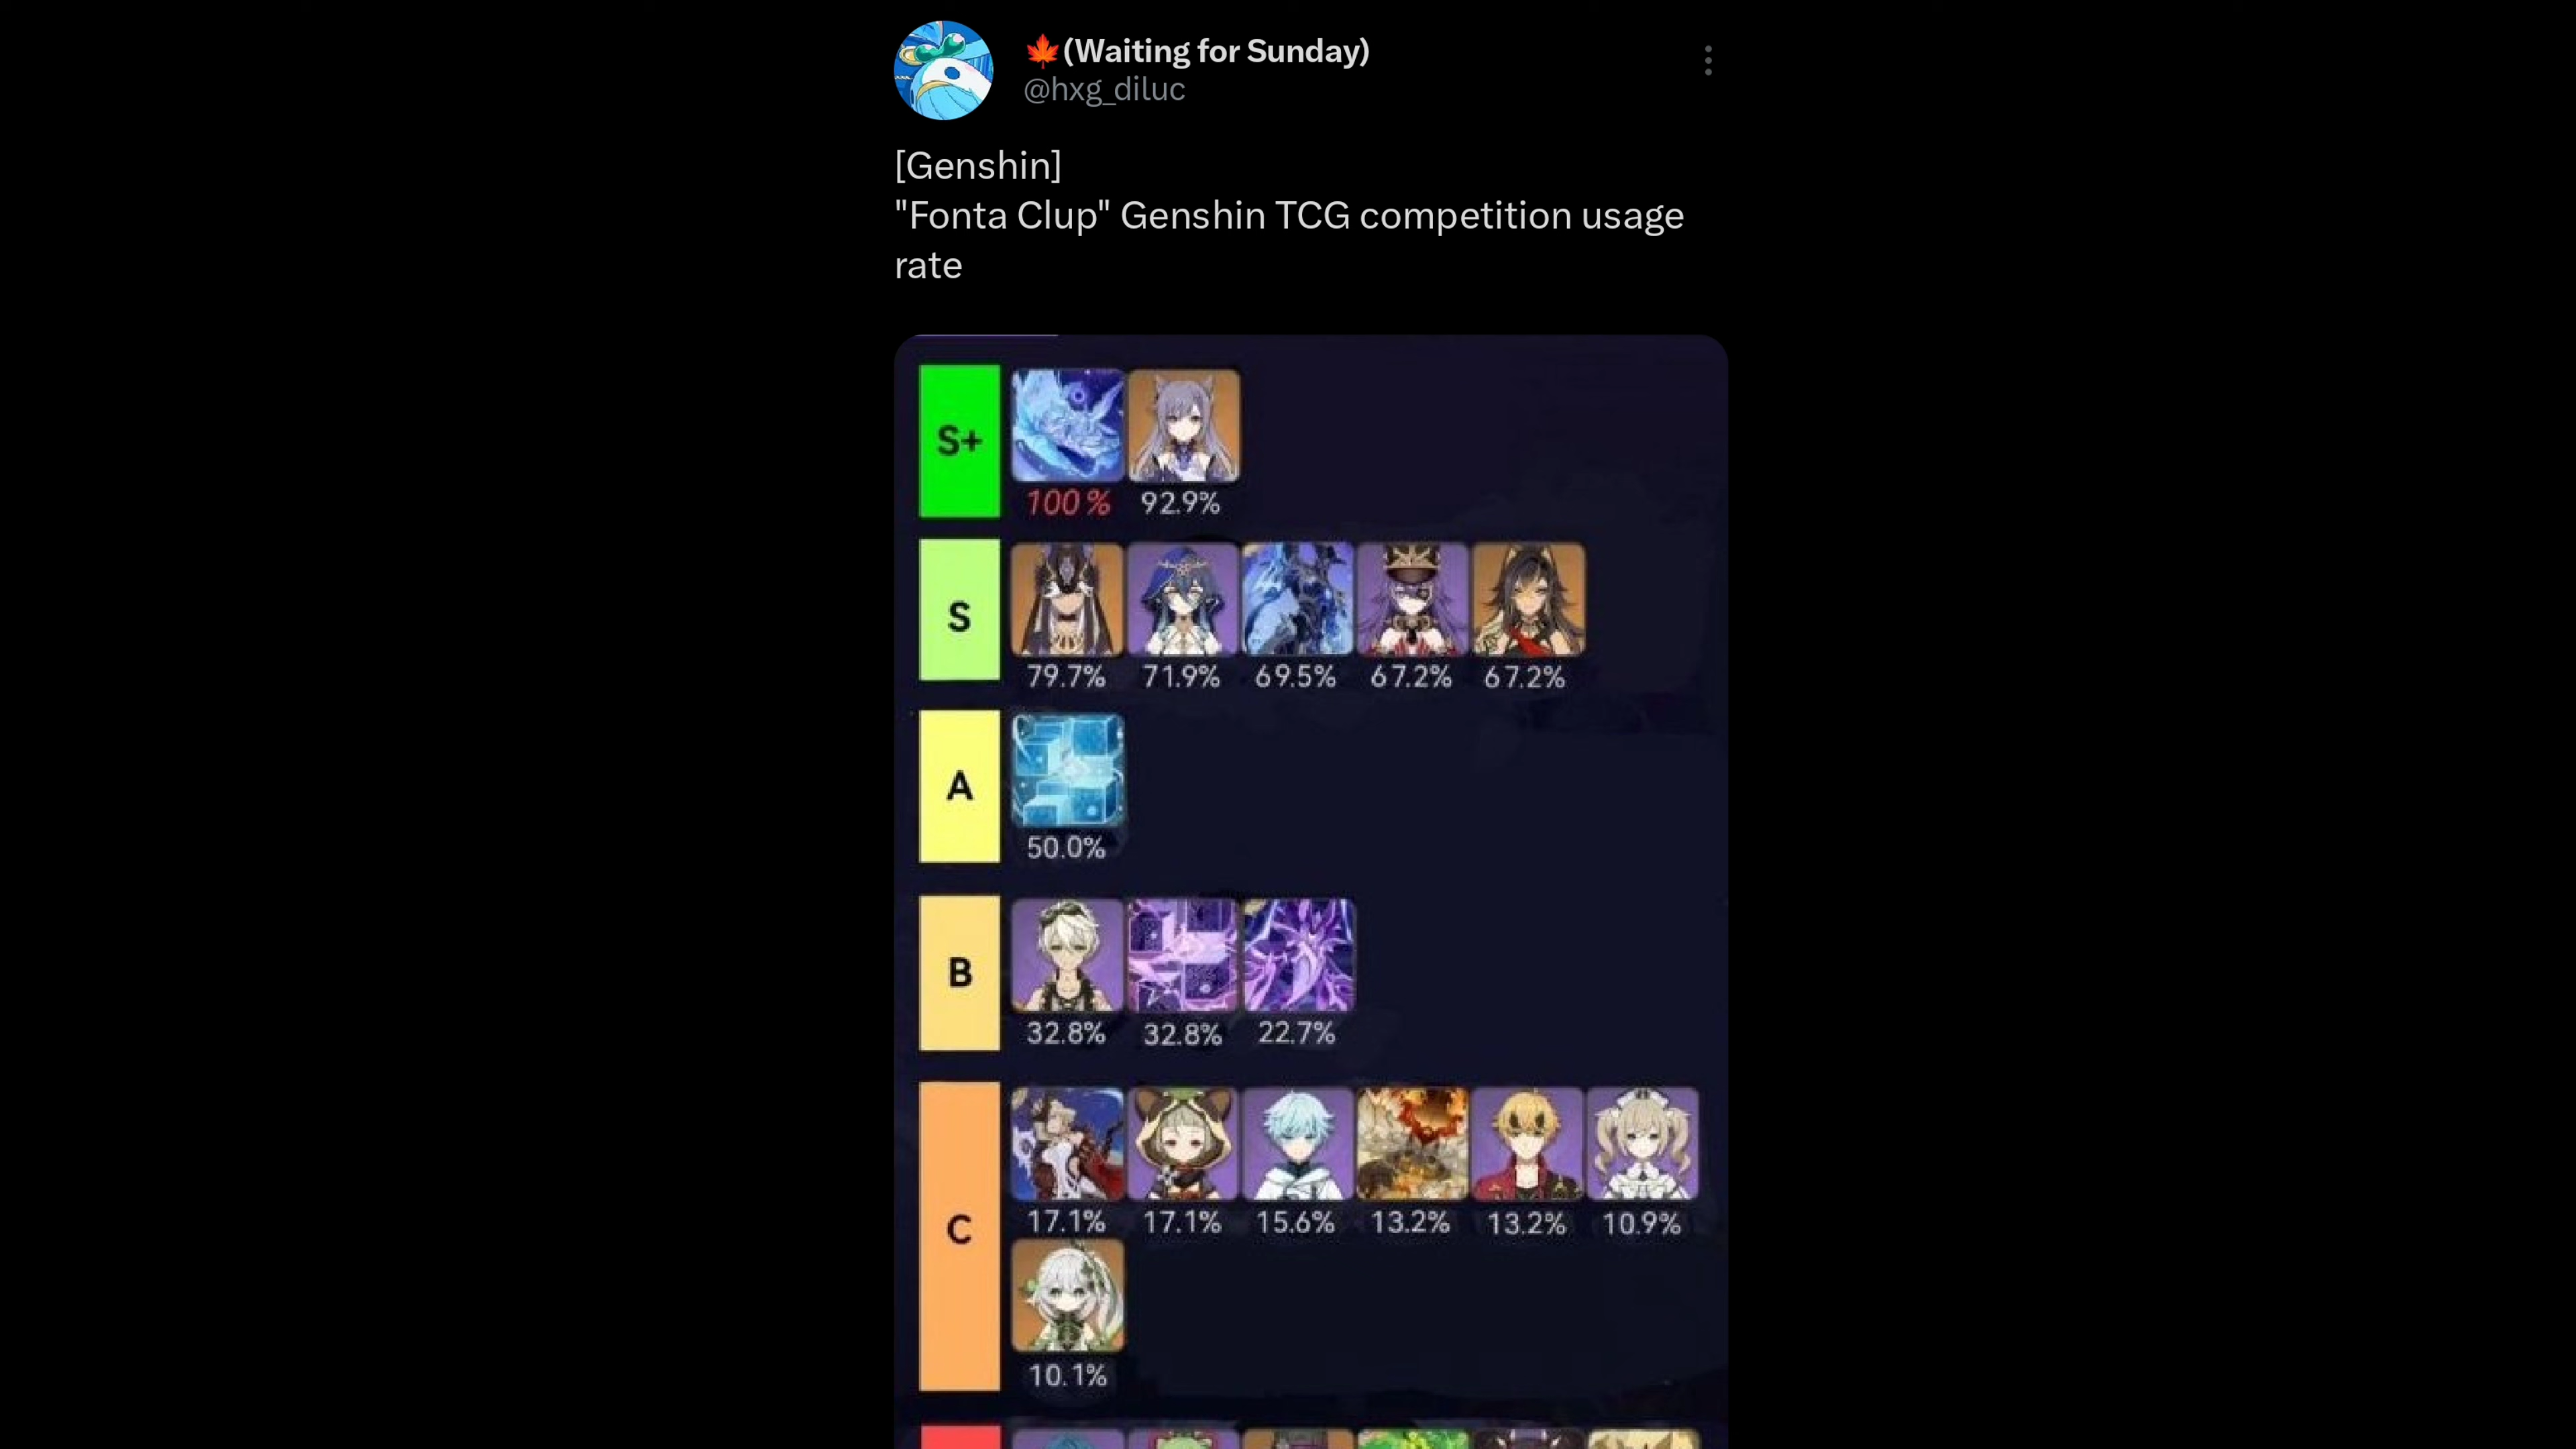 🍁(Waiting for Sunday)
@hxg_diluc
[Genshin]
"Fonta Clup" Genshin TCG competition usage
rate
S+
100%
92.9%
S
79.7%
71.9%
69.5%
67.2%
67.2%
A
50.0%
B
32.8%
32.8%
22.7%
C
17.1%
17.1%
15.6%
13.2%
13.2%
10.9%
10.1%